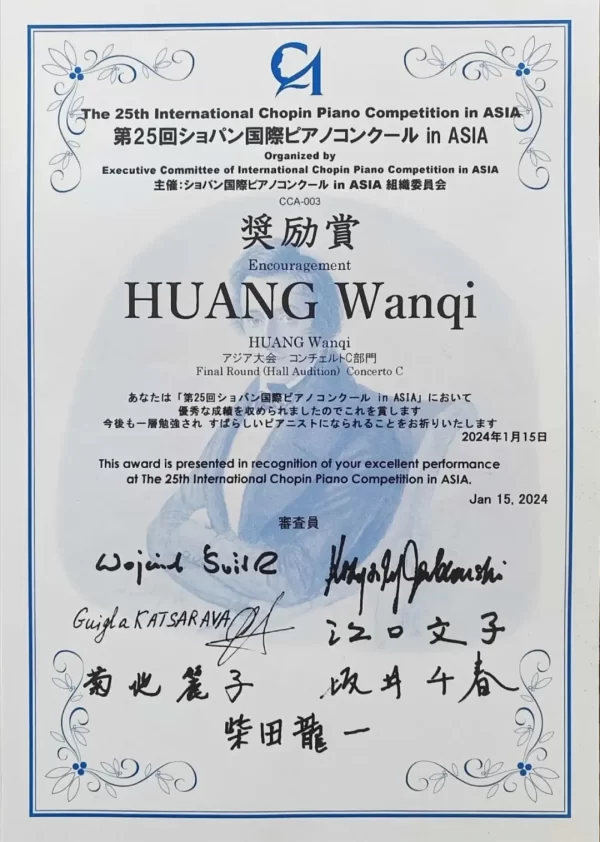 The 25th International Chopin Piano Competition in ASIA
第25回ショパン国際ピアノコンクール in ASIA
Organized by
Executive Committee of International Chopin Piano Competition in ASIA
主催:ショパン国際ピアノコンクール in ASIA 組織委員会
CCA-003
奨励賞
Encouragement
HUANG Wanqi
HUANG Wanqi
アジア大会 コンチェルトC部門
Final Round (Hall Audition) Concerto C
あなたは「第25回ショパン国際ピアノコンクール in ASIA」において
優秀な成績を収められましたのでこれを賞します
今後も一層勉強され すばらしいピアニストになられることをお祈りいたします
2024年1月15日
This award is presented in recognition of your excellent performance
at The 25th International Chopin Piano Competition in ASIA.
Jan 15, 2024
審査員
Guigla KATSARAVA
江口文子
菊地麗子 坂井千春
柴田龍一